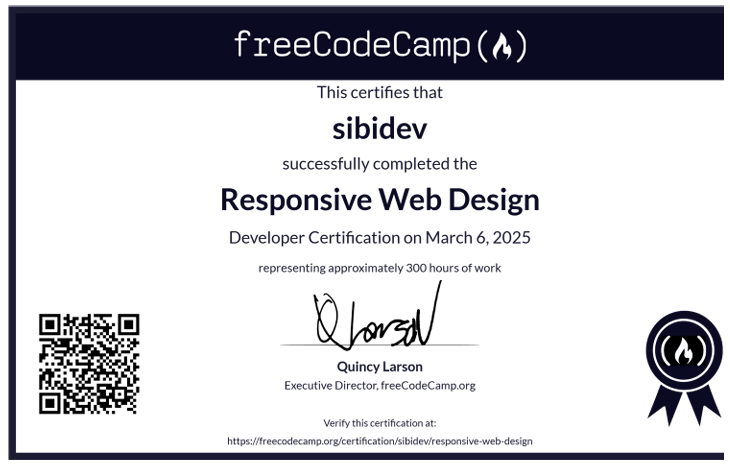 freeCodeCamp
This certifies that
sibidev
successfully completed the
Responsive Web Design
Developer Certification on March 6, 2025
representing approximately 300 hours of work
Quincy Larson
Executive Director, freeCodeCamp.org
Verify this certification at:
https://freecodecamp.org/certification/sibidev/responsive-web-design